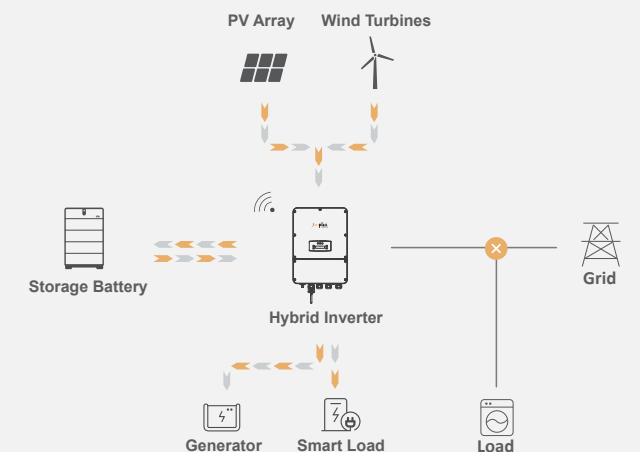 PV Array
Wind Turbines
Storage Battery
Grid
Hybrid Inverter
Generator
Smart Load
Load